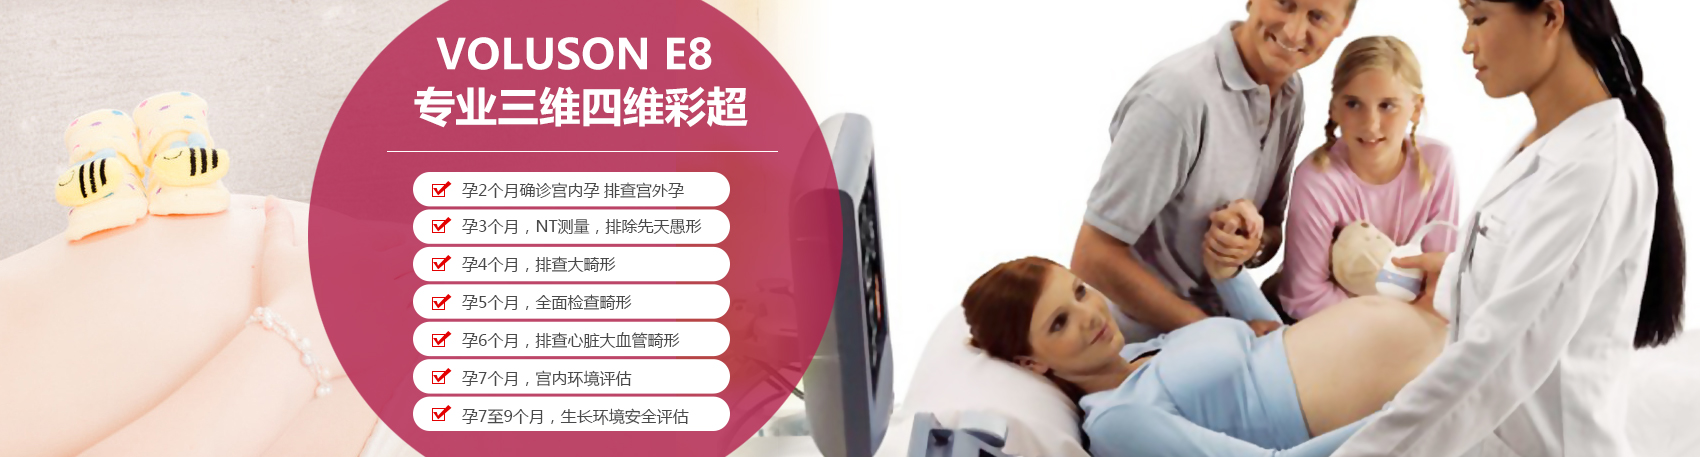 VOLUSON E8
专业三维四维彩超
孕2个月确诊宫内孕 排查宫外孕
孕3个月，NT测量，排除先天愚形
孕4个月，排查大畸形
孕5个月，全面检查畸形
孕6个月，排查心脏大血管畸形
孕7个月，宫内环境评估
孕7至9个月，生长环境安全评估